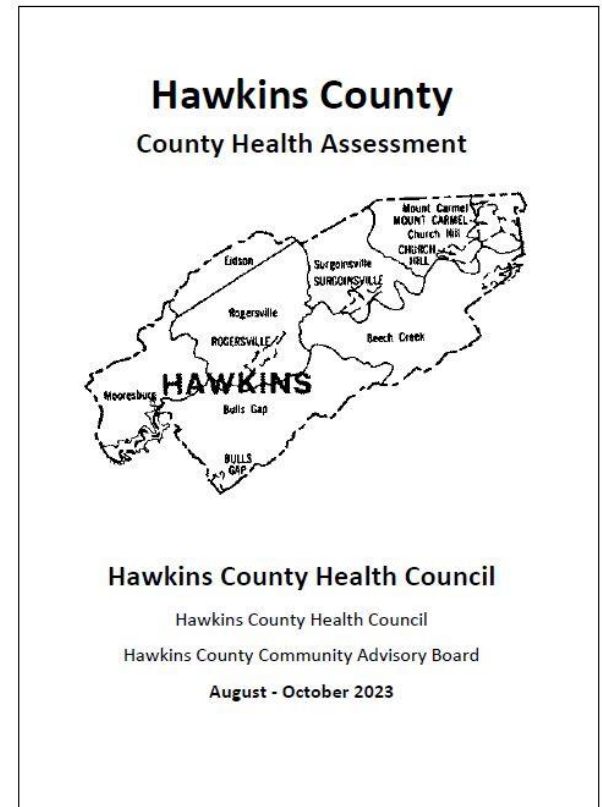 Hawkins County
County Health Assessment
Mount Carmel
MOUNT CARMEL
Church Hill
CHURCH
HILL
Eidson
Surgoinsville
SURGOINSVILLE
Rogersville
ROGERSVILLE
Beech Creek
HAWKINS
Mooresburg
Bulls Gap
BULLS
GAP
Hawkins County Health Council
Hawkins County Health Council
Hawkins County Community Advisory Board
August - October 2023